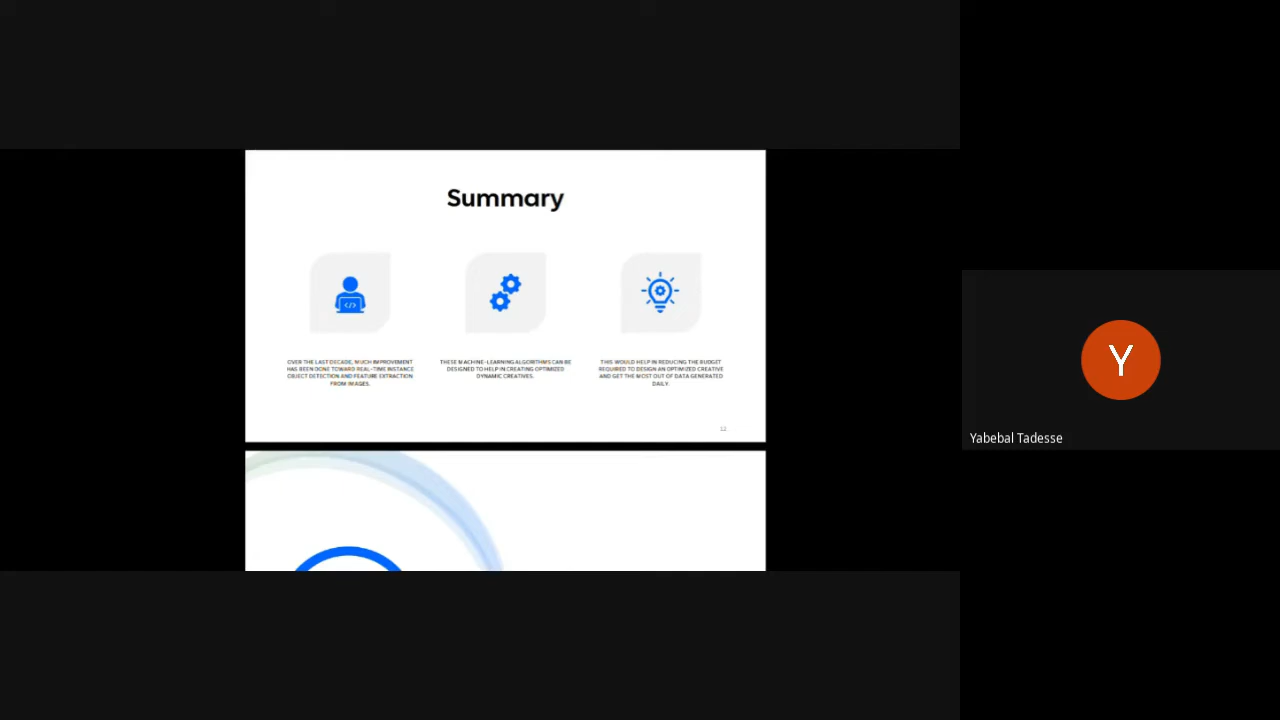 Summary
OVER THE LAST DECADE, MUCH IMPROVEMENT
HAS BEEN DONE TOWARD REAL-TIME INSTANCE
OBJECT DETECTION AND FEATURE EXTRACTION
FROM IMAGES.
THESE MACHINE-LEARNING ALGORITHMS CAN BE
DESIGNED TO HELP IN CREATING OPTIMIZED
DYNAMIC CREATIVES.
THIS WOULD HELP IN REDUCING THE BUDGET
REQUIRED TO DESIGN AN OPTIMIZED CREATIVE
AND GET THE MOST OUT OF DATA GENERATED
DAILY.
12
Y
Yabebal Tadesse